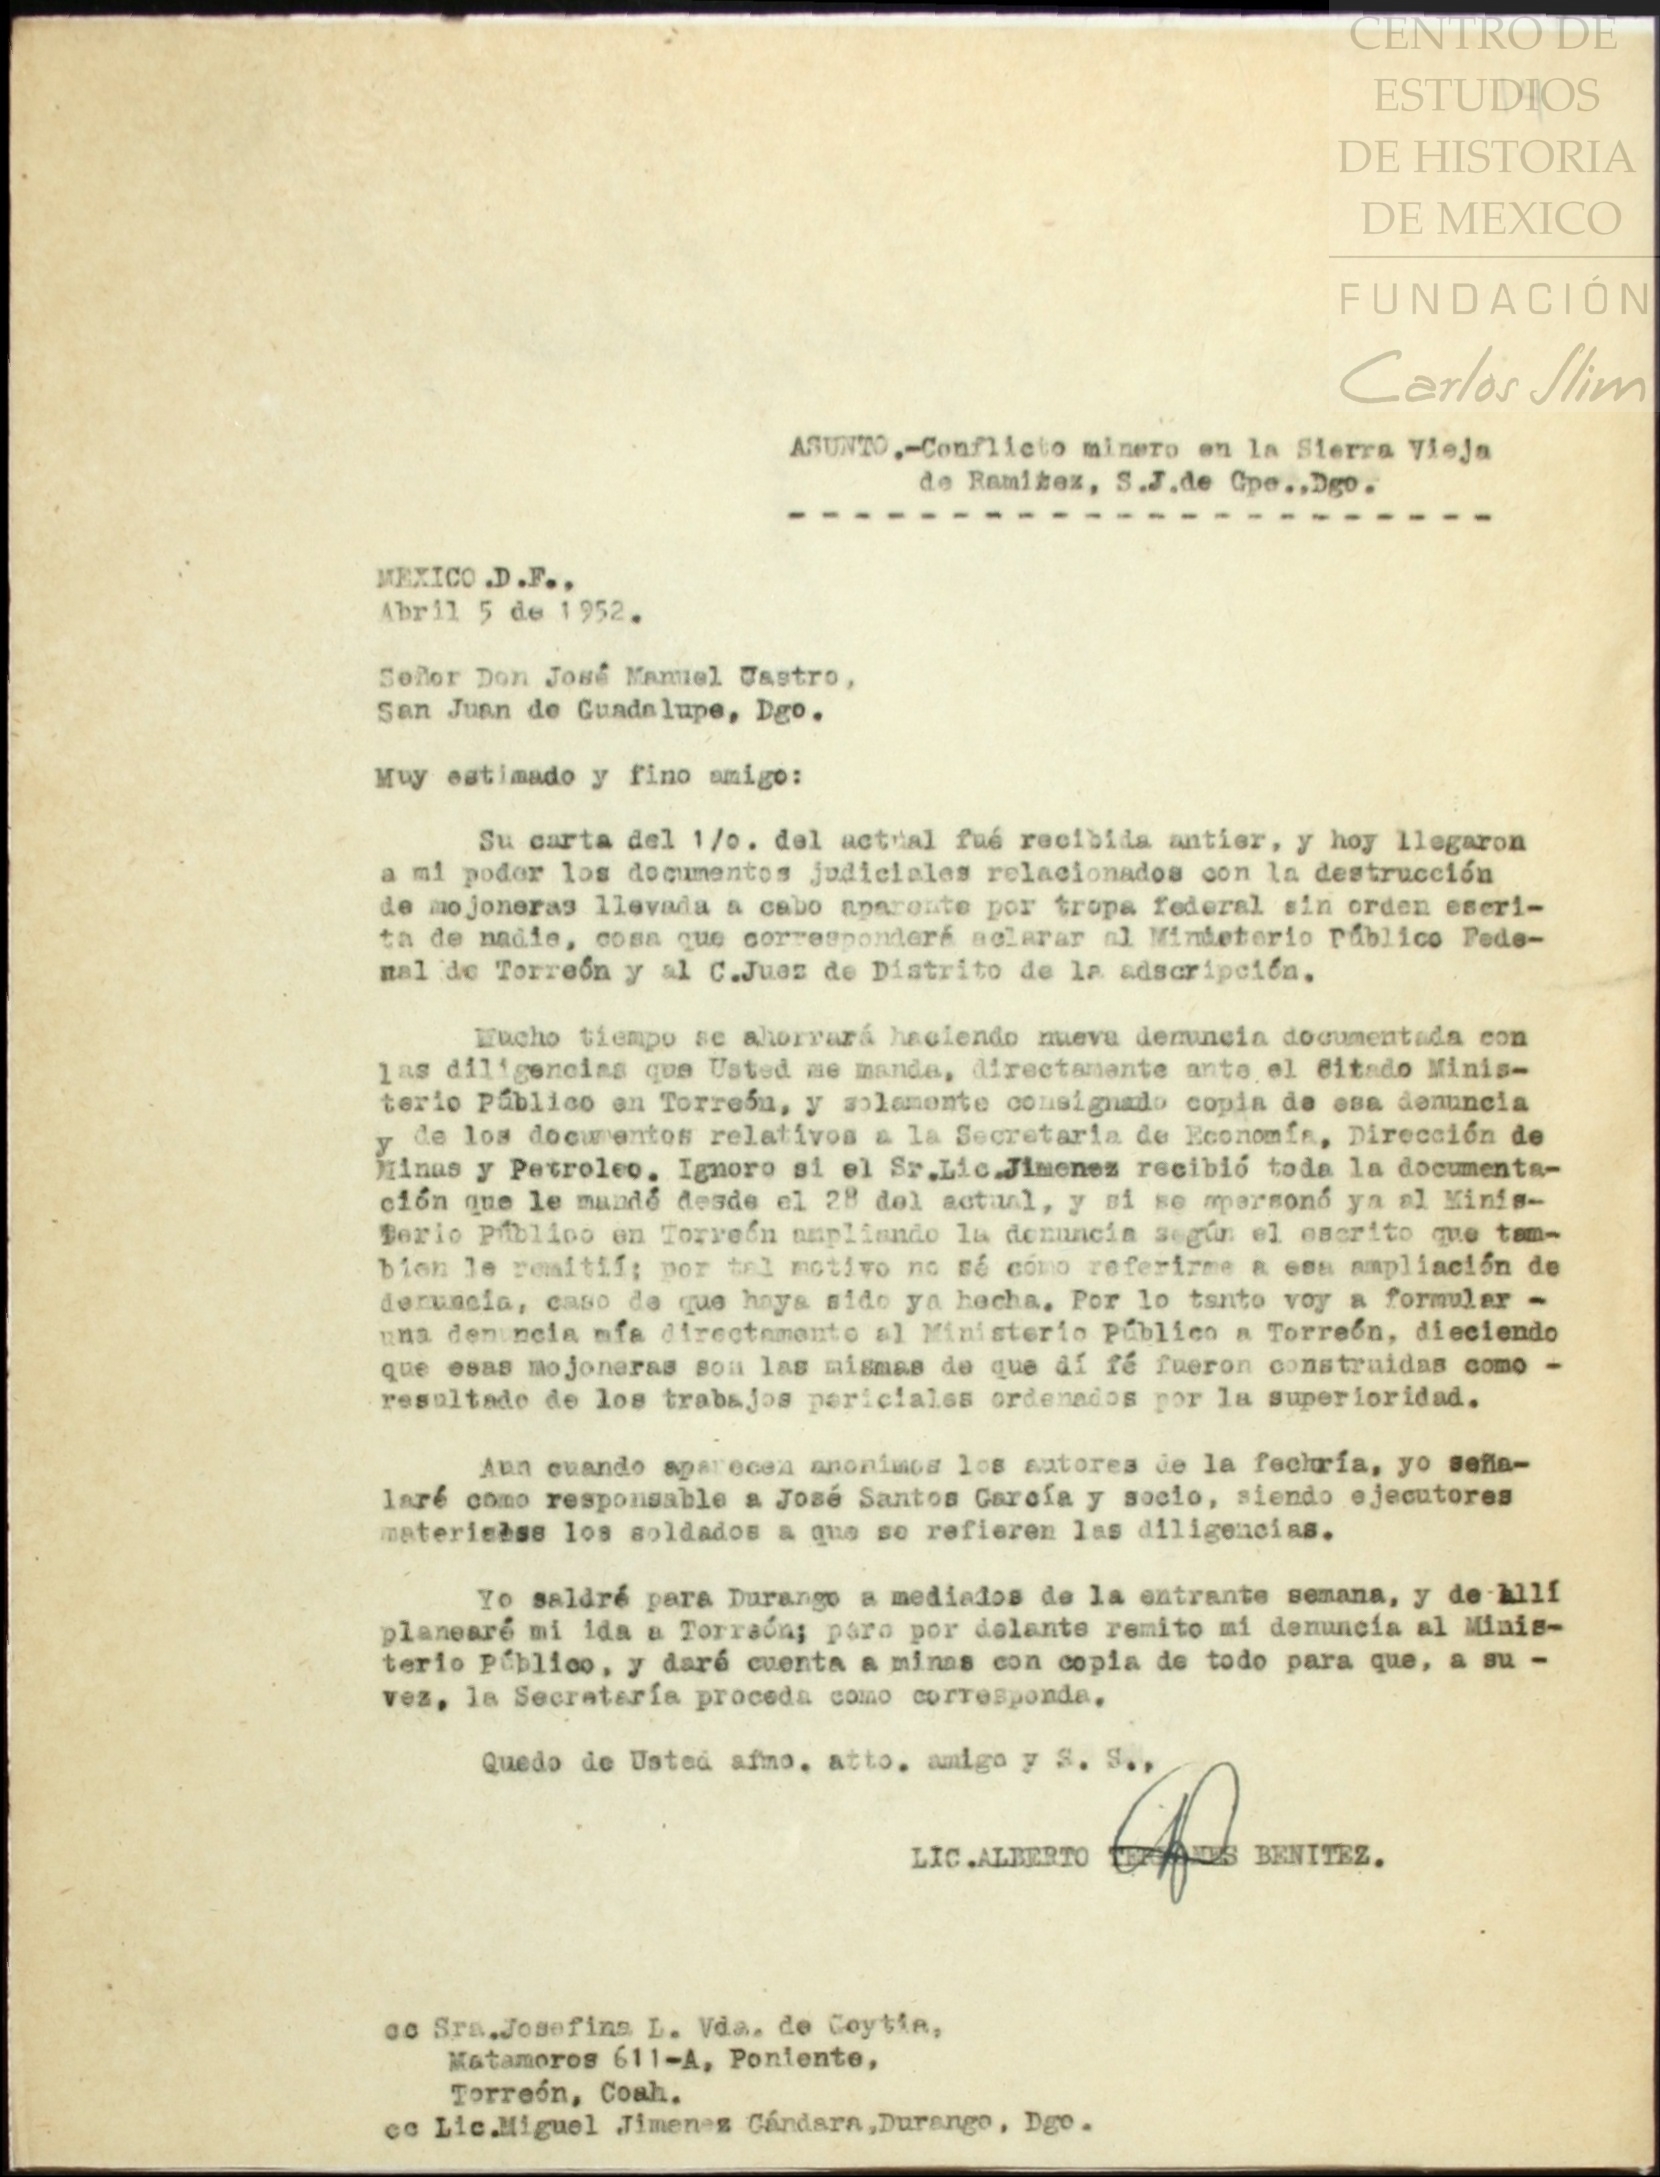 CENTRO DE
ESTUDIOS
DE HISTORIA
DE MEXICO
FUNDACIÓN
Carlos Slim
ASUNTO.-Conflicto minero en la Sierra Vieja
de Ramirez, S.J.de Gpe.,Dgo.
- - - - - - - - - - - - - - - - - - - - - -
MEXICO.D.F.,
Abril 5 de 1952.
Señor Don José Manuel Castro,
San Juan de Guadalupe, Dgo.
Muy estimado y fino amigo:
Su carta del 1/o. del actual fué recibida antier, y hoy llegaron
a mi poder los documentos judiciales relacionados con la destrucción
de mojoneras llevada a cabo aparente por tropa federal sin orden escri-
ta de nadie, cosa que corresponderá aclarar al Ministerio Público Fede-
ral de Torreón y al C.Juez de Distrito de la adscripción.
Mucho tiempo se ahorrará haciendo nueva denuncia documentada con
las diligencias que Usted me manda, directamente ante el citado Minis-
terio Público en Torreón, y solamente consignado copia de esa denuncia
y de los documentos relativos a la Secretaria de Economía, Dirección de
Minas y Petroleo. Ignoro si el Sr.Lic.Jimenez recibió toda la documenta-
ción que le mandé desde el 28 del actual, y si se apersonó ya al Minis-
terio Público en Torreón ampliando la denuncia según el escrito que tam-
bien le remitií; por tal motivo no sé cómo referirme a esa ampliación de
denuncia, caso de que haya sido ya hecha. Por lo tanto voy a formular -
una denuncia mía directamente al Ministerio Público a Torreón, dieciendo
que esas mojoneras son las mismas de que dí fé fueron construidas como -
resultado de los trabajos periciales ordenados por la superioridad.
Aun cuando aparecen anonimos los autores de la fechría, yo seña-
laré como responsable a José Santos García y socio, siendo ejecutores
materiales los soldados a que se refieren las diligencias.
Yo saldré para Durango a mediados de la entrante semana, y de allí
planearé mi ida a Torreón; pero por delante remito mi denuncia al Minis-
terio Público, y daré cuenta a minas con copia de todo para que, a su -
vez, la Secretaría proceda como corresponda.
Quedo de Usted afmo. atto. amigo y S. S.,
LIC.ALBERTO TERRONES BENITEZ.
cc Sra.Josefina L. Vda. de Coytia,
Matamoros 611-A, Poniente,
Torreón, Coah.
cc Lic.Miguel Jimenez Gándara,Durango, Dgo.